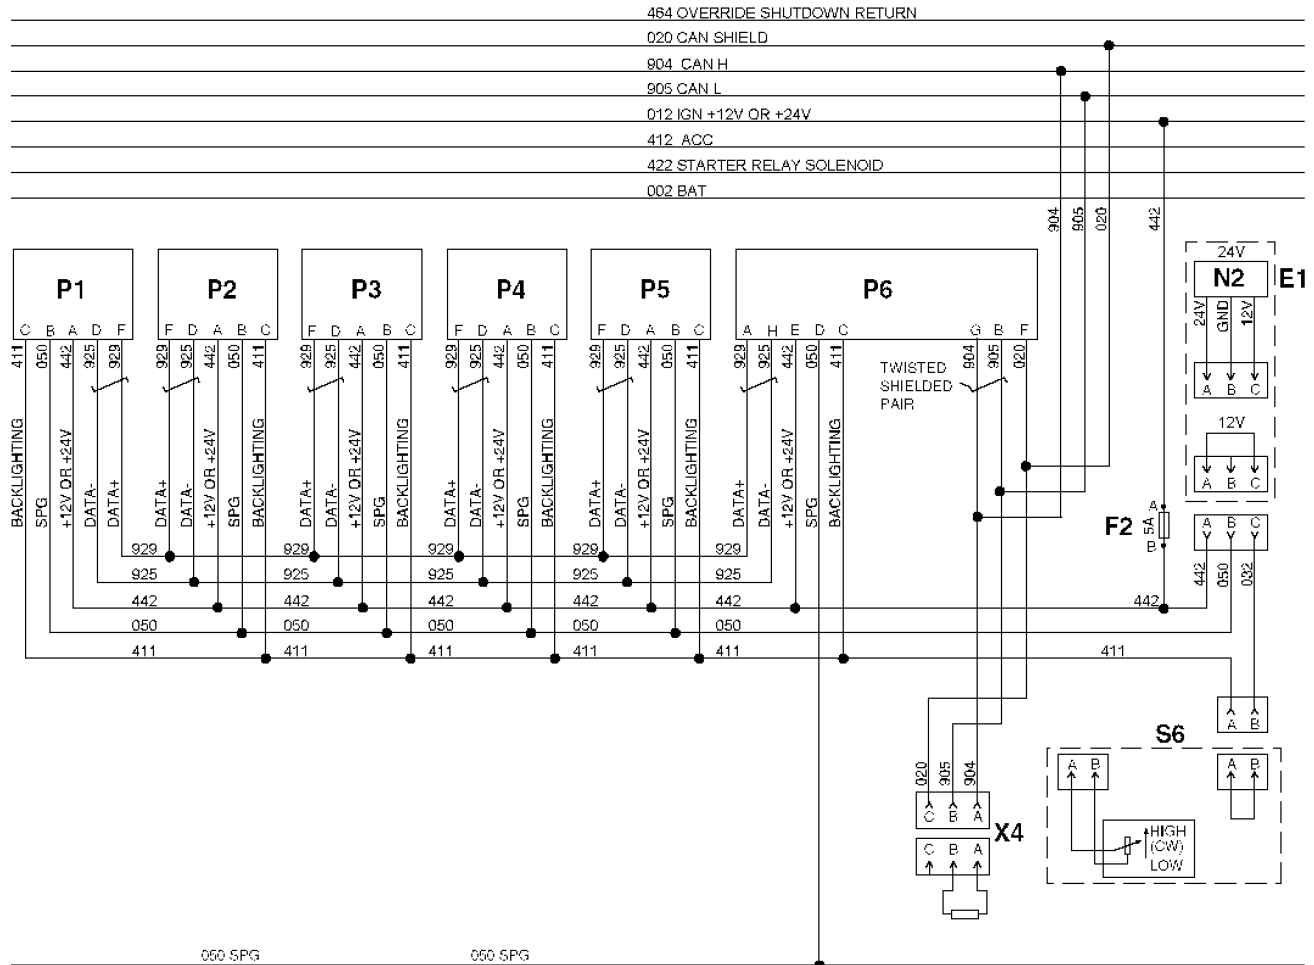 464 OVERRIDE SHUTDOWN RETURN
020 CAN SHIELD
904 CAN H
905 CAN L
012 IGN +12V OR +24V
412 ACC
422 STARTER RELAY SOLENOID
002 BAT
904 905 020 442
P1 P2 P3 P4 P5 P6
C B A D F
F D A B C
F D A B C
F D A B C
F D A B C
A H E D C G B F
411 050 442 925 929
929 925 442 050 411
929 925 442 050 411
929 925 442 050 411
929 925 442 050 411
929 925 442 050 411 904 905 020
TWISTED
SHIELDED
PAIR
BACKLIGHTING SPG +12V OR +24V DATA- DATA+
DATA+ DATA- +12V OR +24V SPG BACKLIGHTING
DATA+ DATA- +12V OR +24V SPG BACKLIGHTING
DATA+ DATA- +12V OR +24V SPG BACKLIGHTING
DATA+ DATA- +12V OR +24V SPG BACKLIGHTING
DATA+ DATA- +12V OR +24V SPG BACKLIGHTING
24V
N2
E1
24V GND 12V
A B C
12V
A B C
F2
A
5A
B
A B C
442 050 032
929 929 929 929 929
925 925 925 925 925
442 442 442 442 442 442
050 050 050 050 050
411 411 411 411 411 411
A B
S6
A B
A B
HIGH
(CW)
LOW
020 905 904
C B A
X4
C B A
050 SPG
050 SPG